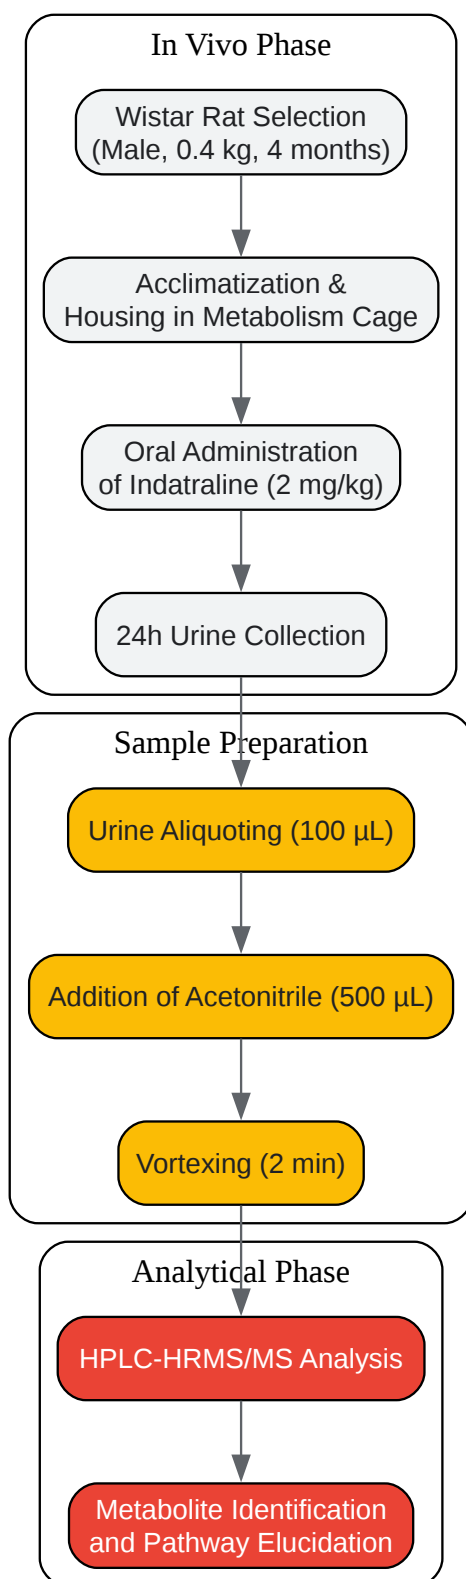 In Vivo Phase
Wistar Rat Selection
(Male, 0.4 kg, 4 months)
Acclimatization &
Housing in Metabolism Cage
Oral Administration
of Indatraline (2 mg/kg)
24h Urine Collection
Sample Preparation
Urine Aliquoting (100 µL)
Addition of Acetonitrile (500 µL)
Vortexing (2 min)
Analytical Phase
HPLC-HRMS/MS Analysis
Metabolite Identification
and Pathway Elucidation